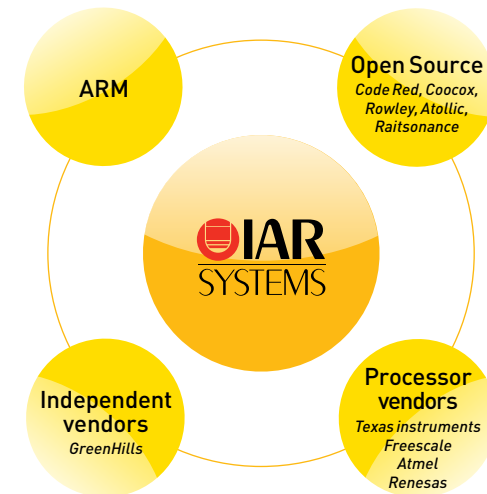 ARM
Open Source
Code Red, Coocox,
Rowley, Atollic,
Raitsonance
IAR
SYSTEMS
Independent
vendors
GreenHills
Processor
vendors
Texas instruments
Freescale
Atmel
Renesas